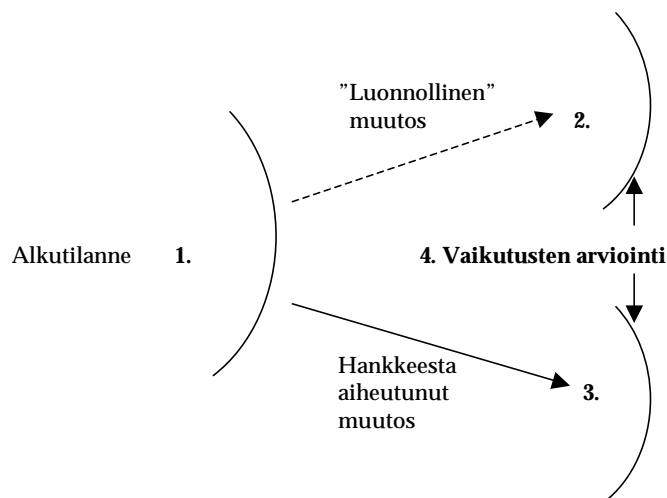 ”Luonnollinen”
muutos
2.
Alkutilanne 1.
4. Vaikutusten arviointi
Hankkeesta
aiheutunut
muutos
3.